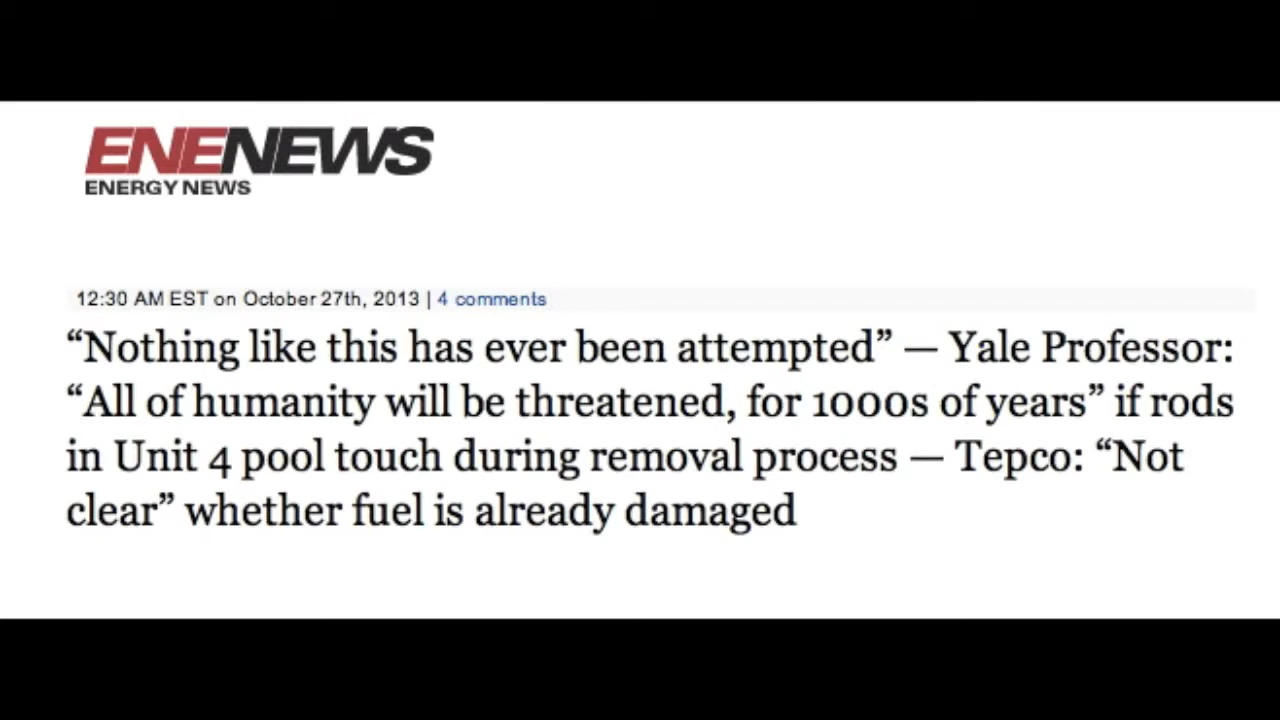 ENENEWS
ENERGY NEWS
12:30 AM EST on October 27th, 2013 | 4 comments
“Nothing like this has ever been attempted” — Yale Professor:
“All of humanity will be threatened, for 1000s of years” if rods
in Unit 4 pool touch during removal process — Tepco: “Not
clear” whether fuel is already damaged